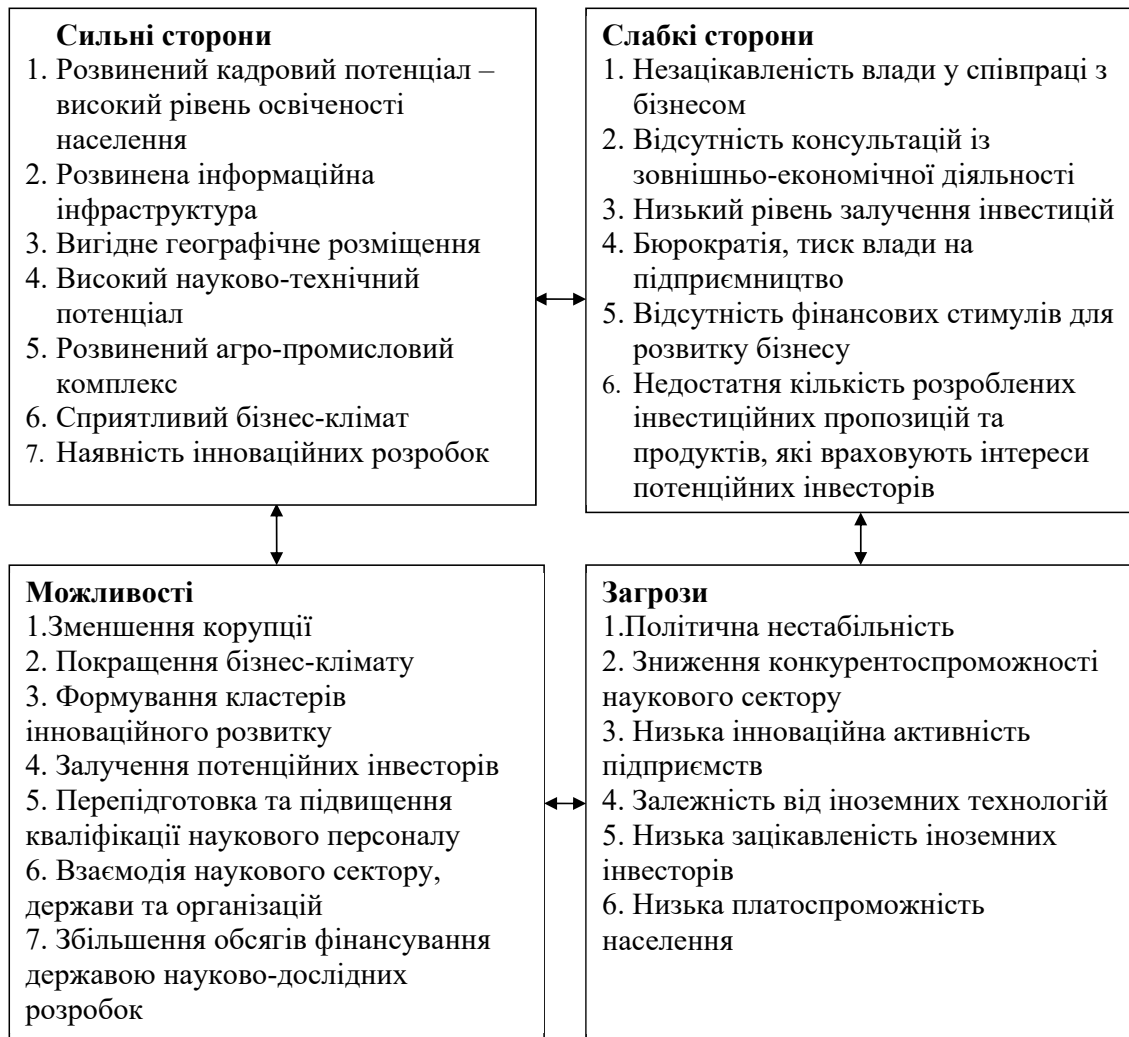 Сильні сторони
1. Розвинений кадровий потенціал –
високий рівень освіченості
населення
2. Розвинена інформаційна
інфраструктура
3. Вигідне географічне розміщення
4. Високий науково-технічний
потенціал
5. Розвинений агро-промисловий
комплекс
6. Сприятливий бізнес-клімат
7. Наявність інноваційних розробок
Слабкі сторони
1. Незацікавленість влади у співпраці з
бізнесом
2. Відсутність консультацій із
зовнішньо-економічної діяльності
3. Низький рівень залучення інвестицій
4. Бюрократія, тиск влади на
підприємництво
5. Відсутність фінансових стимулів для
розвитку бізнесу
6. Недостатня кількість розроблених
інвестиційних пропозицій та
продуктів, які враховують інтереси
потенційних інвесторів
Можливості
1.Зменшення корупції
2. Покращення бізнес-клімату
3. Формування кластерів
інноваційного розвитку
4. Залучення потенційних інвесторів
5. Перепідготовка та підвищення
кваліфікації наукового персоналу
6. Взаємодія наукового сектору,
держави та організацій
7. Збільшення обсягів фінансування
державою науково-дослідних
розробок
Загрози
1.Політична нестабільність
2. Зниження конкурентоспроможності
наукового сектору
3. Низька інноваційна активність
підприємств
4. Залежність від іноземних технологій
5. Низька зацікавленість іноземних
інвесторів
6. Низька платоспроможність
населення